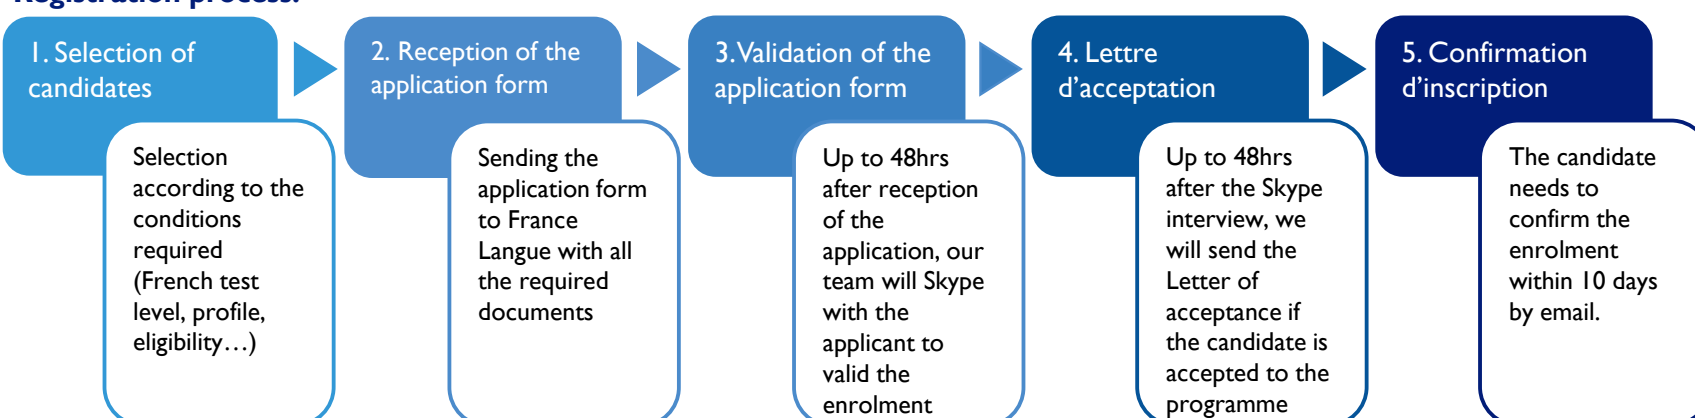 Registration process:
1. Selection of
candidates
Selection
according to the
conditions
required
(French test
level, profile,
eligibility…)
2. Reception of the
application form
Sending the
application form
to France
Langue with all
the required
documents
3. Validation of the
application form
Up to 48hrs
after reception
of the
application, our
team will Skype
with the
applicant to
valid the
enrolment
4. Lettre
d’acceptation
Up to 48hrs
after the Skype
interview, we
will send the
Letter of
acceptance if
the candidate is
accepted to the
programme
5. Confirmation
d’inscription
The candidate
needs to
confirm the
enrolment
within 10 days
by email.